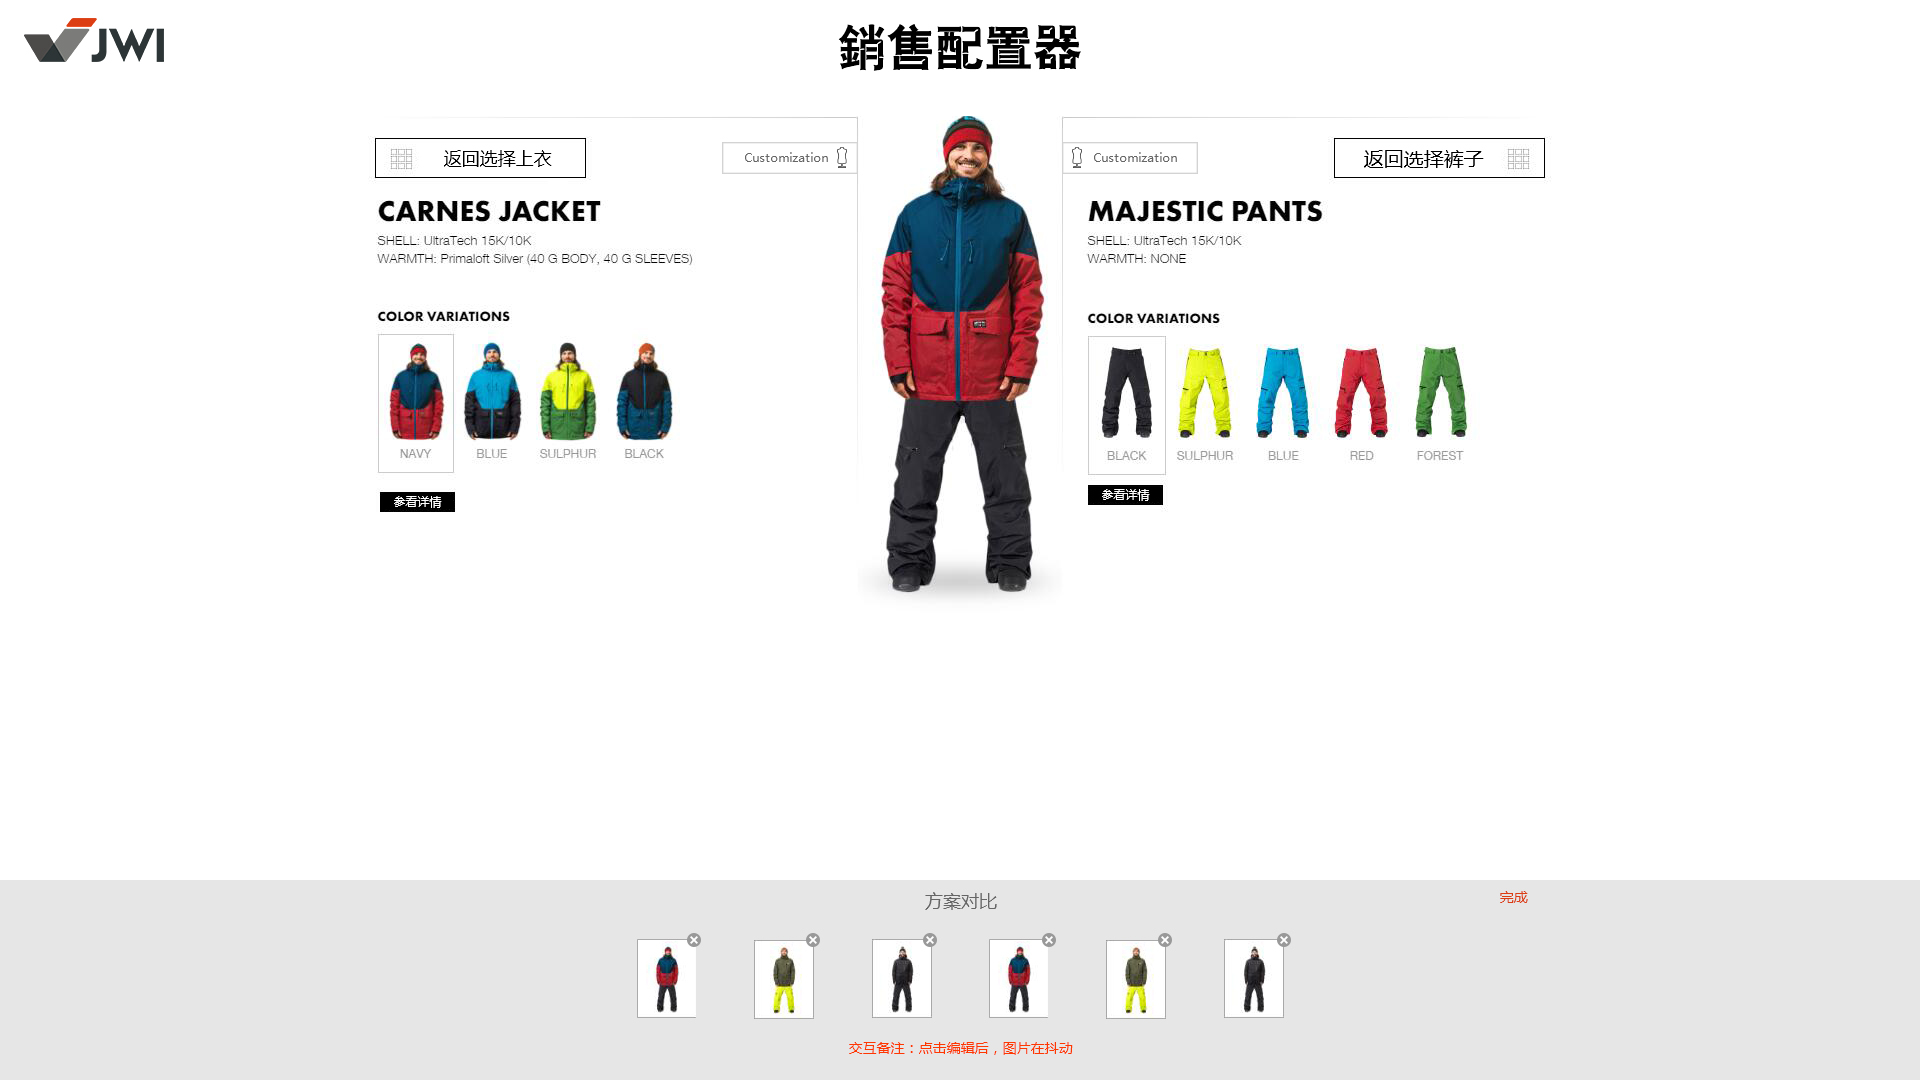 JWI
銷售配置器
返回选择上衣
Customization
CARNES JACKET
SHELL: UltraTech 15K/10K
WARMTH: Primaloft Silver (40 G BODY, 40 G SLEEVES)
COLOR VARIATIONS
NAVY
BLUE
SULPHUR
BLACK
参看详情
Customization
返回选择裤子
MAJESTIC PANTS
SHELL: UltraTech 15K/10K
WARMTH: NONE
COLOR VARIATIONS
BLACK
SULPHUR
BLUE
RED
FOREST
参看详情
方案对比
完成
交互备注：点击编辑后，图片在抖动